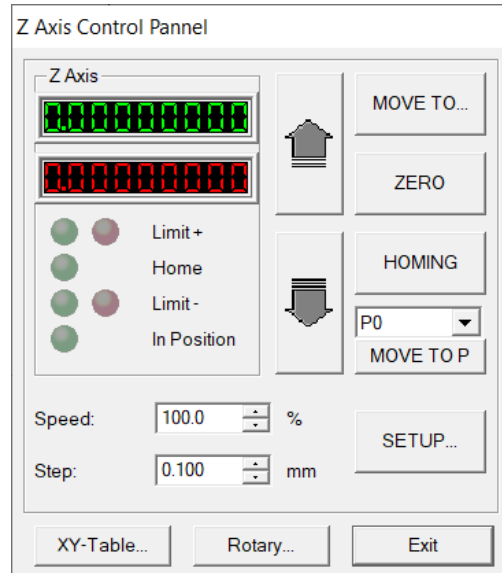 Z Axis Control Pannel
Z Axis
0.00000000
0.00000000
Limit+
Home
Limit-
In Position
MOVE TO...
ZERO
HOMING
P0
MOVE TO P
Speed: 100.0 %
Step: 0.100 mm
SETUP...
XY-Table... Rotary... Exit